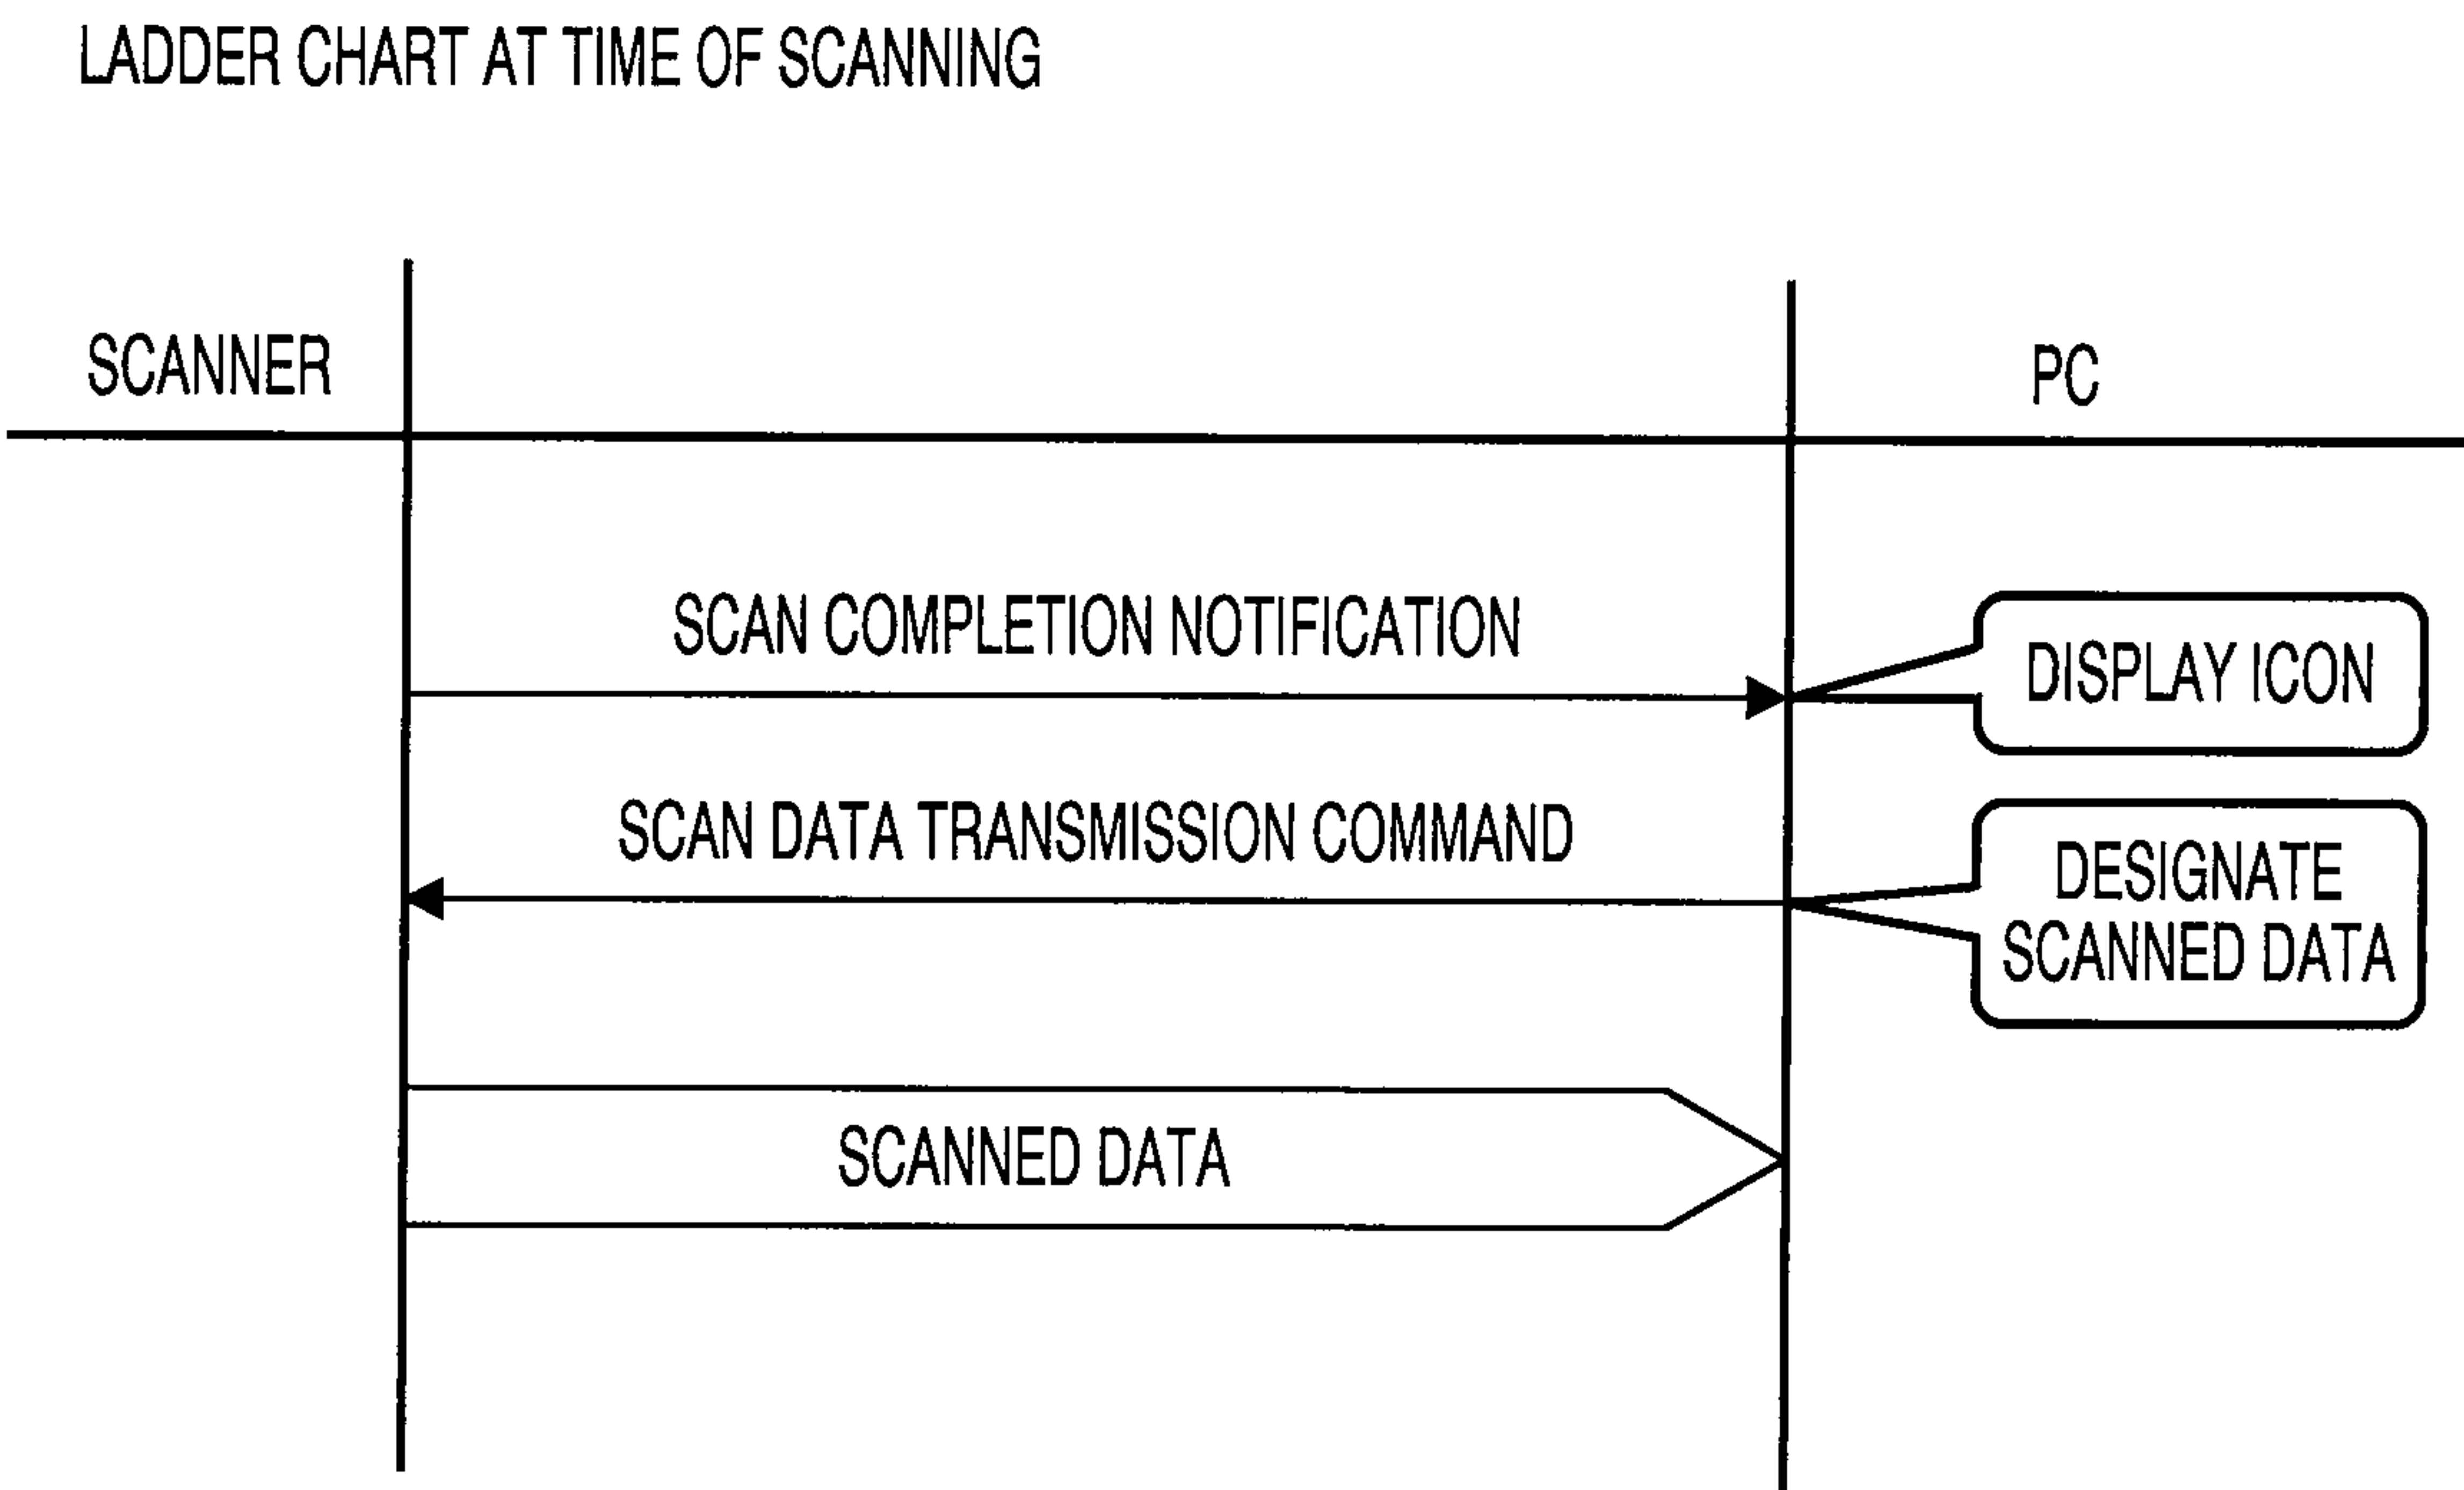 LADDER CHART AT TIME OF SCANNING
SCANNER
PC
SCAN COMPLETION NOTIFICATION
DISPLAY ICON
SCAN DATA TRANSMISSION COMMAND
DESIGNATE
SCANNED DATA
SCANNED DATA